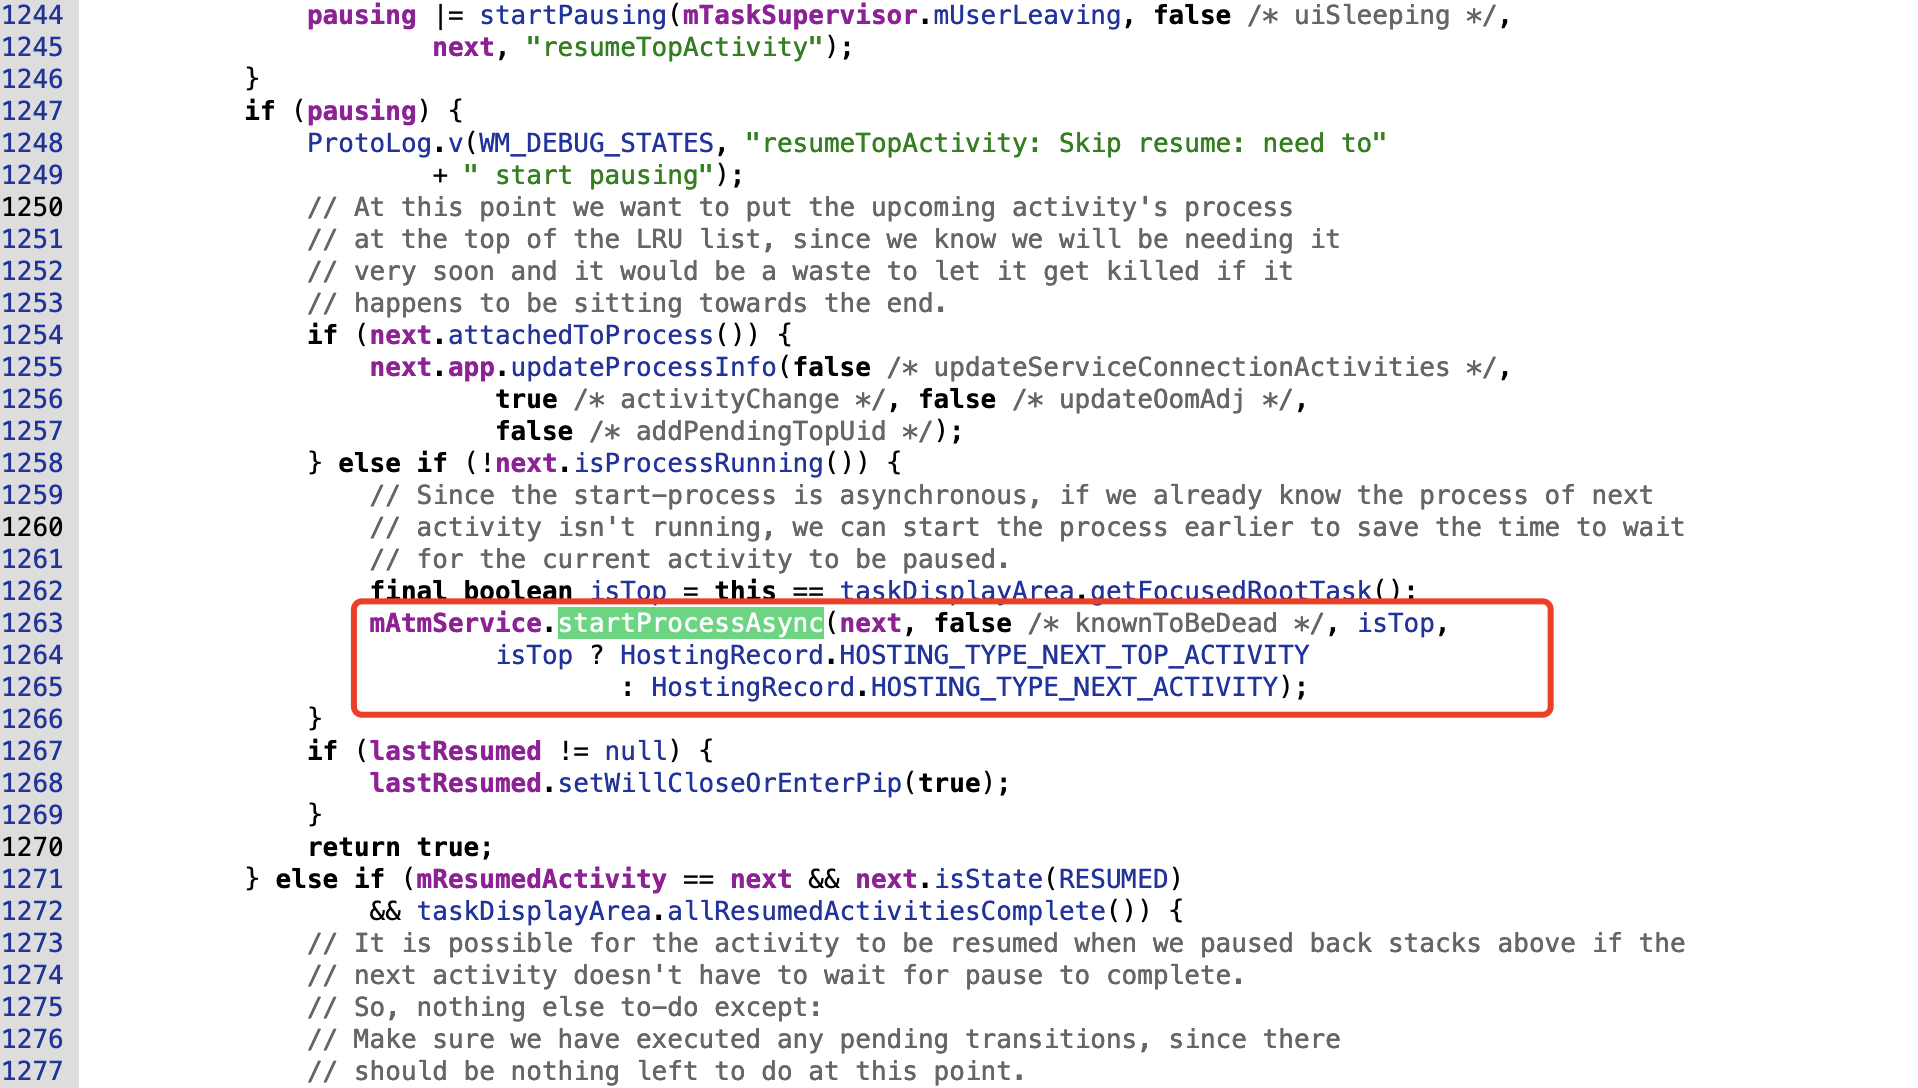 1244 pausing |= startPausing(mTaskSupervisor.mUserLeaving, false /* uiSleeping */,
1245 next, "resumeTopActivity");
1246 }
1247 if (pausing) {
1248 ProtoLog.v(WM_DEBUG_STATES, "resumeTopActivity: Skip resume: need to"
1249 + " start pausing");
1250 // At this point we want to put the upcoming activity's process
1251 // at the top of the LRU list, since we know we will be needing it
1252 // very soon and it would be a waste to let it get killed if it
1253 // happens to be sitting towards the end.
1254 if (next.attachedToProcess()) {
1255 next.app.updateProcessInfo(false /* updateServiceConnectionActivities */,
1256 true /* activityChange */, false /* updateOomAdj */,
1257 false /* addPendingTopUid */);
1258 } else if (!next.isProcessRunning()) {
1259 // Since the start-process is asynchronous, if we already know the process of next
1260 // activity isn't running, we can start the process earlier to save the time to wait
1261 // for the current activity to be paused.
1262 final boolean isTop = this == taskDisplayArea.getFocusedRootTask();
1263 mAtmService.startProcessAsync(next, false /* knownToBeDead */, isTop,
1264 isTop ? HostingRecord.HOSTING_TYPE_NEXT_TOP_ACTIVITY
1265 : HostingRecord.HOSTING_TYPE_NEXT_ACTIVITY);
1266 }
1267 if (lastResumed != null) {
1268 lastResumed.setWillCloseOrEnterPip(true);
1269 }
1270 return true;
1271 } else if (mResumedActivity == next && next.isState(RESUMED)
1272 && taskDisplayArea.allResumedActivitiesComplete()) {
1273 // It is possible for the activity to be resumed when we paused back stacks above if the
1274 // next activity doesn't have to wait for pause to complete.
1275 // So, nothing else to-do except:
1276 // Make sure we have executed any pending transitions, since there
1277 // should be nothing left to do at this point.